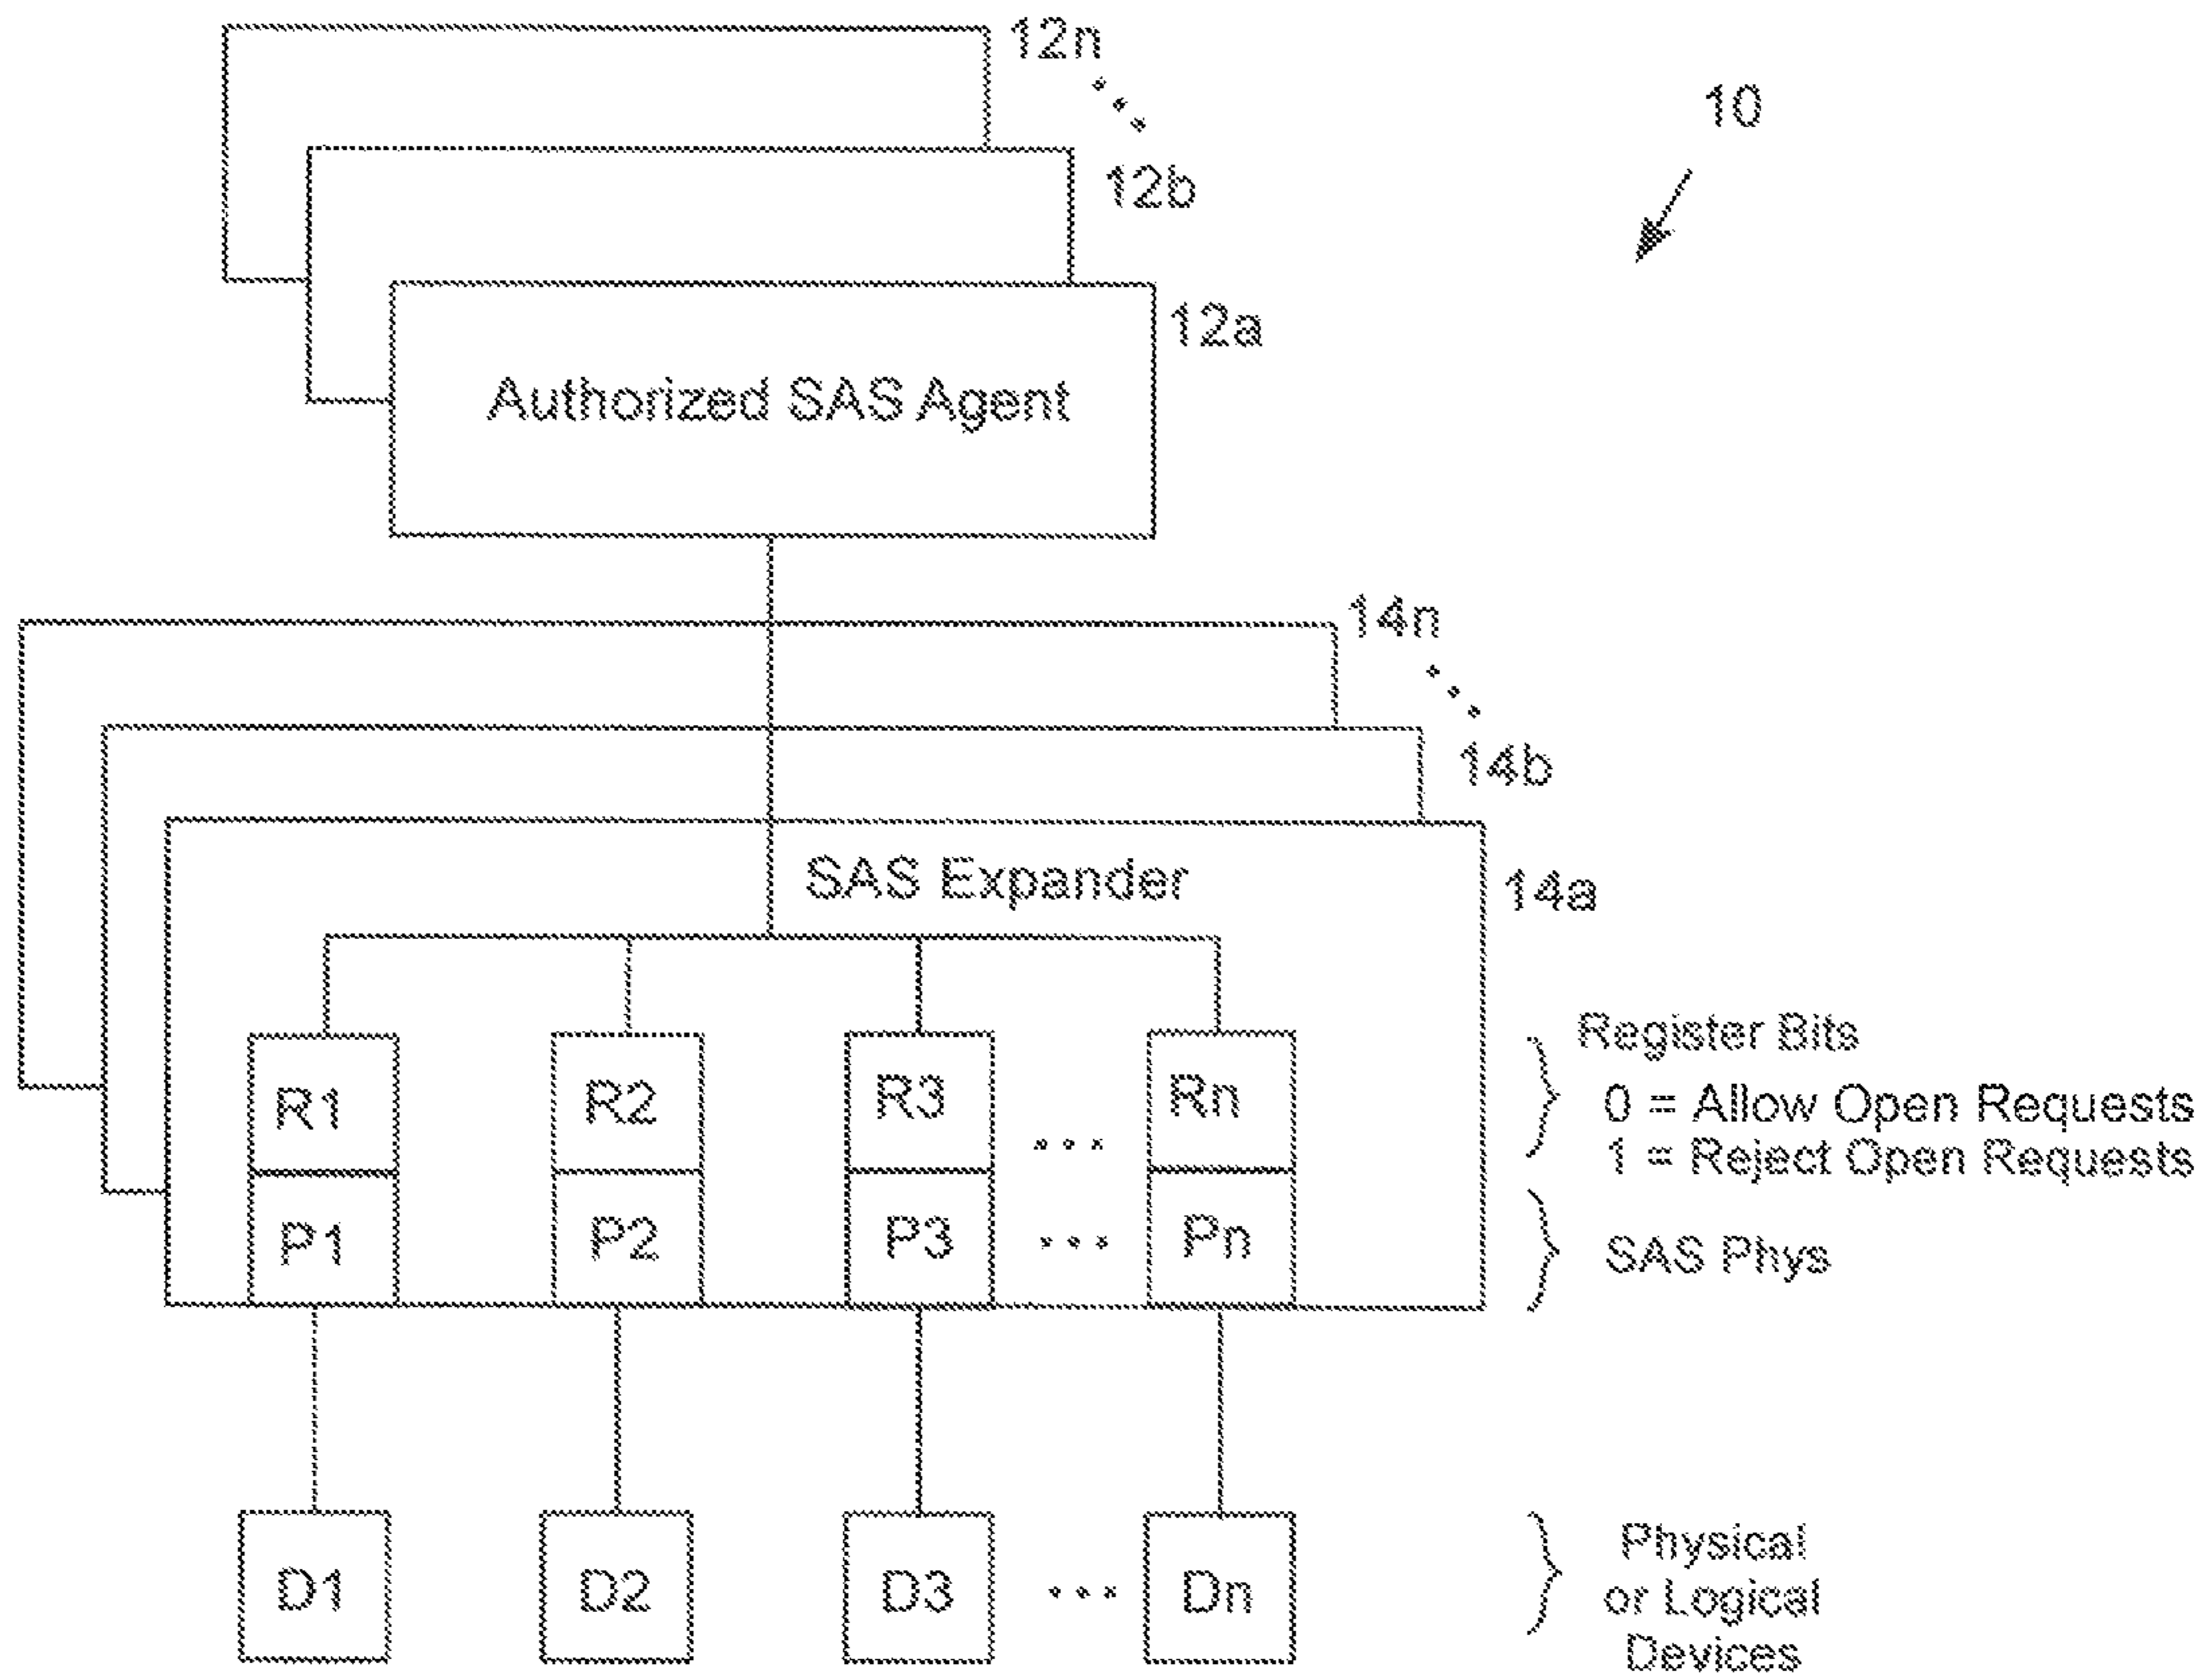 12n
10
12b
12a
Authorized SAS Agent
14n
14b
SAS Expander
14a
Register Bits
R1 R2 R3 ... Rn
0 = Allow Open Requests
1 = Reject Open Requests
P1 P2 P3 ... Pn
SAS Phys
D1 D2 D3 ... Dn
Physical
or Logical
Devices